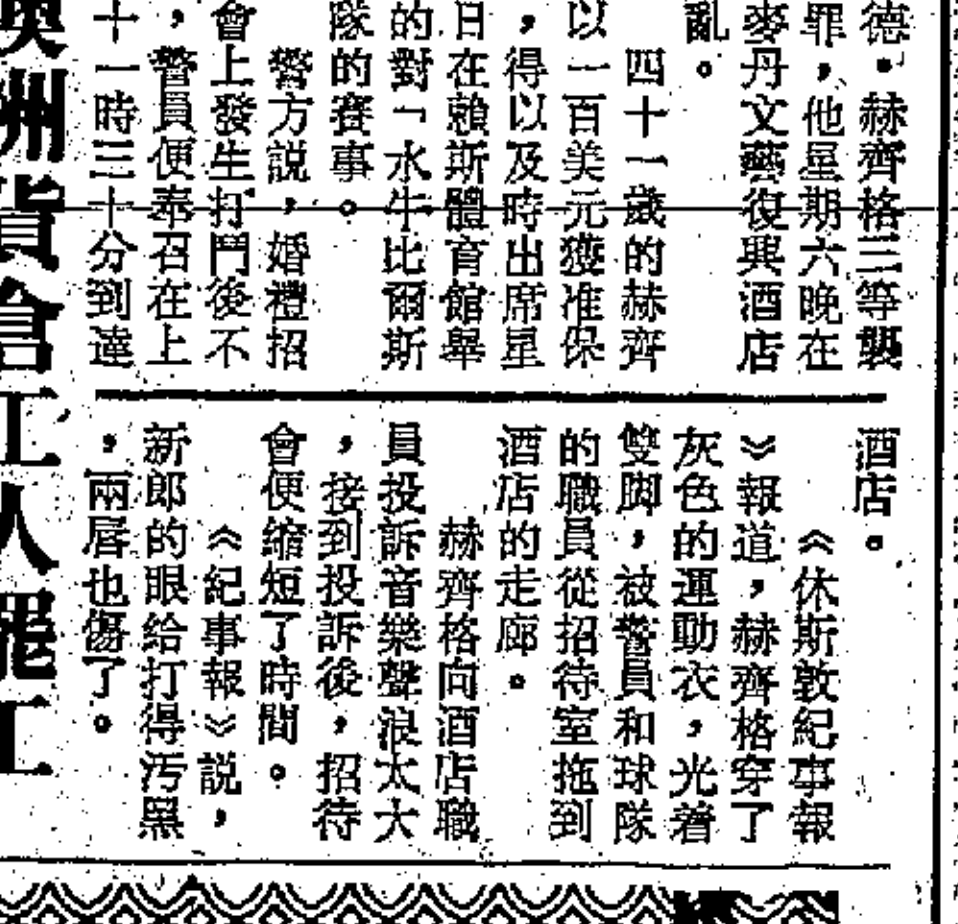 德・赫齊格三等襲
罪，他星期六晚在
麥丹文藝復興酒店
亂。
四十一歲的赫齊
以一百美元獲准保
，得以及時出席星
日在賴斯體育館舉
的對「水牛比爾斯
隊的賽事。
警方説，婚禮招
會上發生打鬥後不
，警員便奉召在上
十一時三十分到達
酒店。
《休斯敦紀事報
》報道，赫齊格穿了
灰色的運動衣，光着
雙脚，被警員和球隊
的職員從招待室拖到
酒店的走廊。
赫齊格向酒店職
員投訴音樂聲浪太大
，接到投訴後，招待
會便縮短了時間。
《紀事報》説，
新郎的眼给打得污黑
，兩唇也傷了。
澳洲貨倉工人罷工